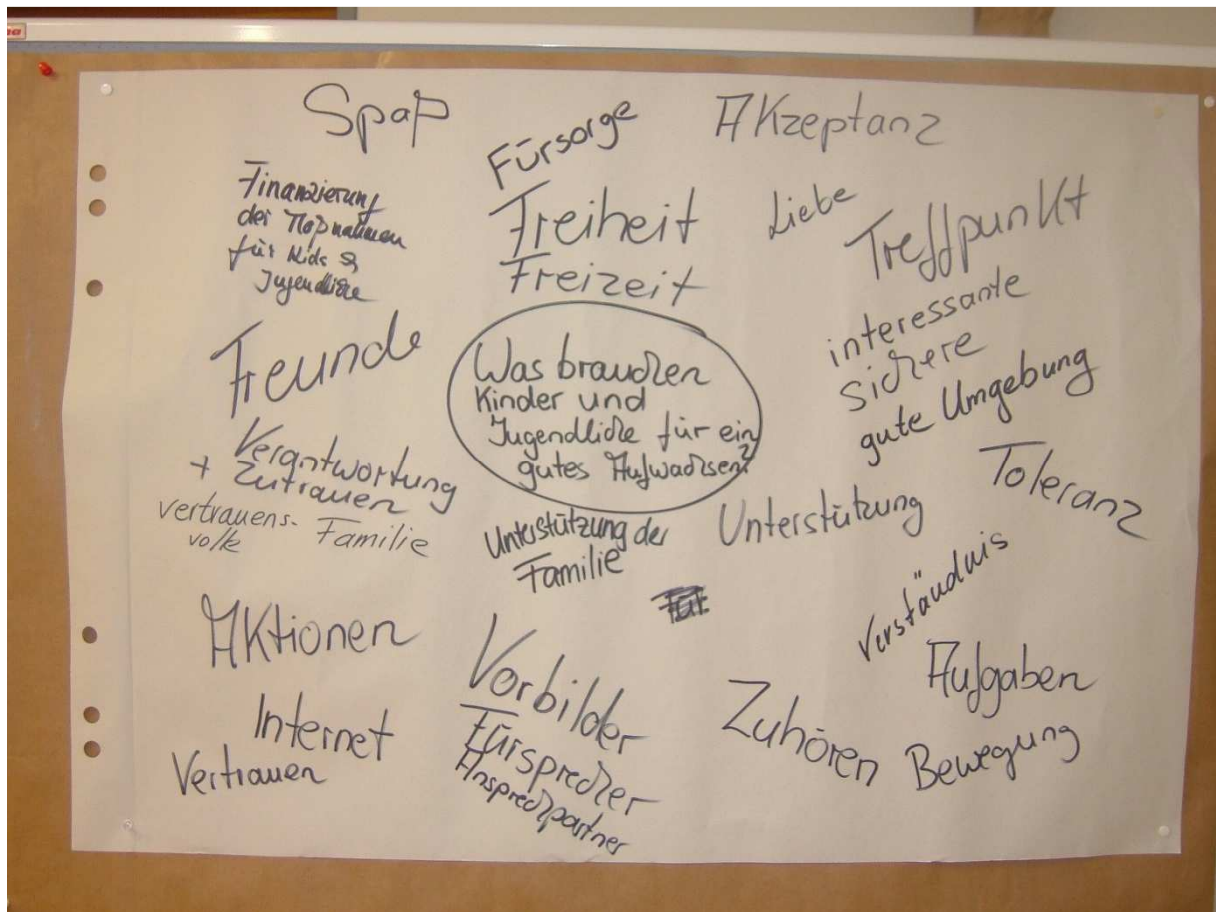 Spaß
Fürsorge
Akzeptanz
Finanzierung
der Maßnahmen
für Kids &
Jugendliche
Freiheit
Freizeit
Liebe
Treffpunkt
interessante
sichere
gute Umgebung
Freunde
Was brauchen
Kinder und
Jugendliche für ein
gutes Aufwachsen?
Verantwortung
+ Zutrauen
vertrauens-
volle
Familie
Unterstützung der
Familie
Unterstützung
Toleranz
Verständnis
Aktionen
Internet
Vertrauen
Vorbilder
Fürsprecher
Ansprechpartner
Zuhören
Aufgaben
Bewegung